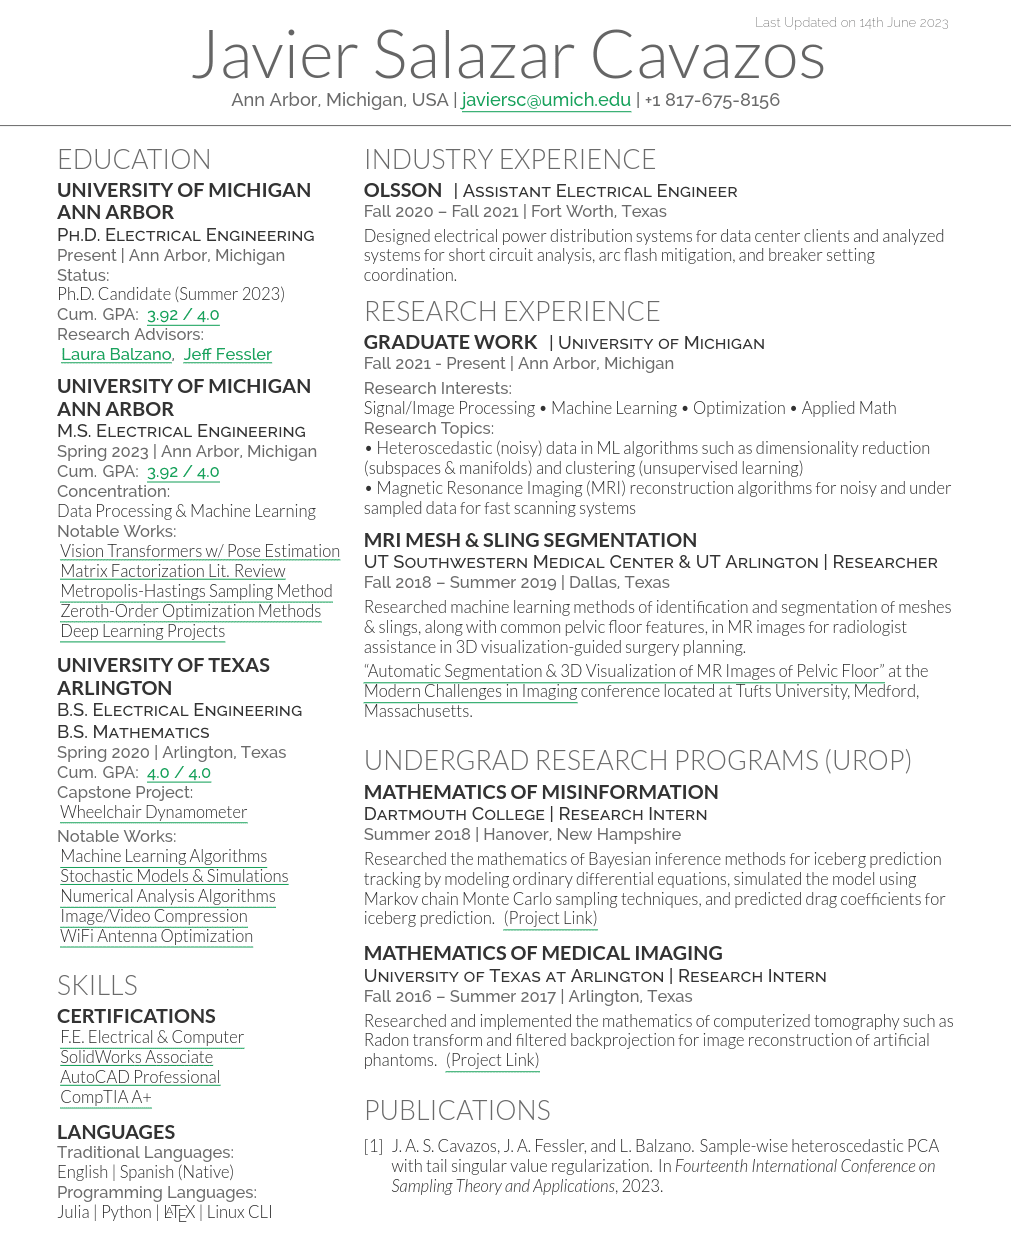 Last Updated on 14th June 2023
Javier Salazar Cavazos
Ann Arbor, Michigan, USA | javiersc@umich.edu | +1 817-675-8156
EDUCATION
UNIVERSITY OF MICHIGAN
ANN ARBOR
PH.D. ELECTRICAL ENGINEERING
Present | Ann Arbor, Michigan
Status:
Ph.D. Candidate (Summer 2023)
Cum. GPA: 3.92 / 4.0
Research Advisors:
Laura Balzano, Jeff Fessler
UNIVERSITY OF MICHIGAN
ANN ARBOR
M.S. ELECTRICAL ENGINEERING
Spring 2023 | Ann Arbor, Michigan
Cum. GPA: 3.92 / 4.0
Concentration:
Data Processing & Machine Learning
Notable Works:
Vision Transformers w/ Pose Estimation
Matrix Factorization Lit. Review
Metropolis-Hastings Sampling Method
Zeroth-Order Optimization Methods
Deep Learning Projects
UNIVERSITY OF TEXAS
ARLINGTON
B.S. ELECTRICAL ENGINEERING
B.S. MATHEMATICS
Spring 2020 | Arlington, Texas
Cum. GPA: 4.0 / 4.0
Capstone Project:
Wheelchair Dynamometer
Notable Works:
Machine Learning Algorithms
Stochastic Models & Simulations
Numerical Analysis Algorithms
Image/Video Compression
WiFi Antenna Optimization
SKILLS
CERTIFICATIONS
F.E. Electrical & Computer
SolidWorks Associate
AutoCAD Professional
CompTIA A+
LANGUAGES
Traditional Languages:
English | Spanish (Native)
Programming Languages:
Julia | Python | LATEX | Linux CLI
INDUSTRY EXPERIENCE
OLSSON | ASSISTANT ELECTRICAL ENGINEER
Fall 2020 – Fall 2021 | Fort Worth, Texas
Designed electrical power distribution systems for data center clients and analyzed
systems for short circuit analysis, arc flash mitigation, and breaker setting
coordination.
RESEARCH EXPERIENCE
GRADUATE WORK | UNIVERSITY OF MICHIGAN
Fall 2021 - Present | Ann Arbor, Michigan
Research Interests:
Signal/Image Processing • Machine Learning • Optimization • Applied Math
Research Topics:
• Heteroscedastic (noisy) data in ML algorithms such as dimensionality reduction
(subspaces & manifolds) and clustering (unsupervised learning)
• Magnetic Resonance Imaging (MRI) reconstruction algorithms for noisy and under
sampled data for fast scanning systems
MRI MESH & SLING SEGMENTATION
UT SOUTHWESTERN MEDICAL CENTER & UT ARLINGTON | RESEARCHER
Fall 2018 – Summer 2019 | Dallas, Texas
Researched machine learning methods of identification and segmentation of meshes
& slings, along with common pelvic floor features, in MR images for radiologist
assistance in 3D visualization-guided surgery planning.
“Automatic Segmentation & 3D Visualization of MR Images of Pelvic Floor” at the
Modern Challenges in Imaging conference located at Tufts University, Medford,
Massachusetts.
UNDERGRAD RESEARCH PROGRAMS (UROP)
MATHEMATICS OF MISINFORMATION
DARTMOUTH COLLEGE | RESEARCH INTERN
Summer 2018 | Hanover, New Hampshire
Researched the mathematics of Bayesian inference methods for iceberg prediction
tracking by modeling ordinary differential equations, simulated the model using
Markov chain Monte Carlo sampling techniques, and predicted drag coefficients for
iceberg prediction. (Project Link)
MATHEMATICS OF MEDICAL IMAGING
UNIVERSITY OF TEXAS AT ARLINGTON | RESEARCH INTERN
Fall 2016 – Summer 2017 | Arlington, Texas
Researched and implemented the mathematics of computerized tomography such as
Radon transform and filtered backprojection for image reconstruction of artificial
phantoms. (Project Link)
PUBLICATIONS
[1] J. A. S. Cavazos, J. A. Fessler, and L. Balzano. Sample-wise heteroscedastic PCA
with tail singular value regularization. In Fourteenth International Conference on
Sampling Theory and Applications, 2023.